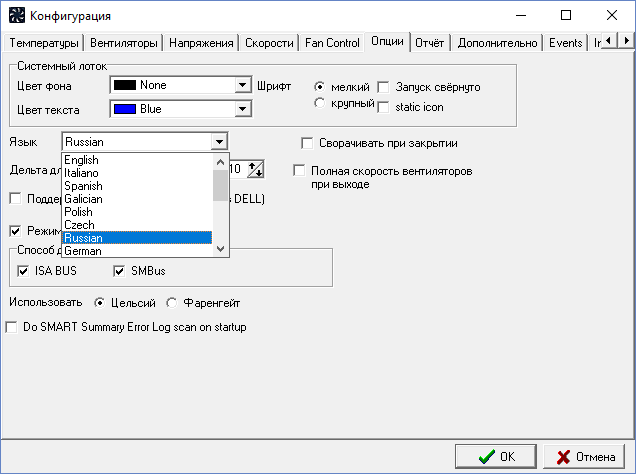 Конфигурация
Температуры Вентиляторы Напряжения Скорости Fan Control Опции Отчёт Дополнительно Events
Системный лоток
Цвет фона None Шрифт мелкий Запуск свёрнуто
Цвет текста Blue крупный static icon
Язык Russian Сворачивать при закрытии
English
Italiano
Дельта 10 Полная скорость вентиляторов
при выходе
Spanish
Galician
DELL)
Polish
Czech
Режим
Russian
German
Способ
ISA BUS SMBus
Использовать Цельсий Фаренгейт
Do SMART Summary Error Log scan on startup
OK Отмена